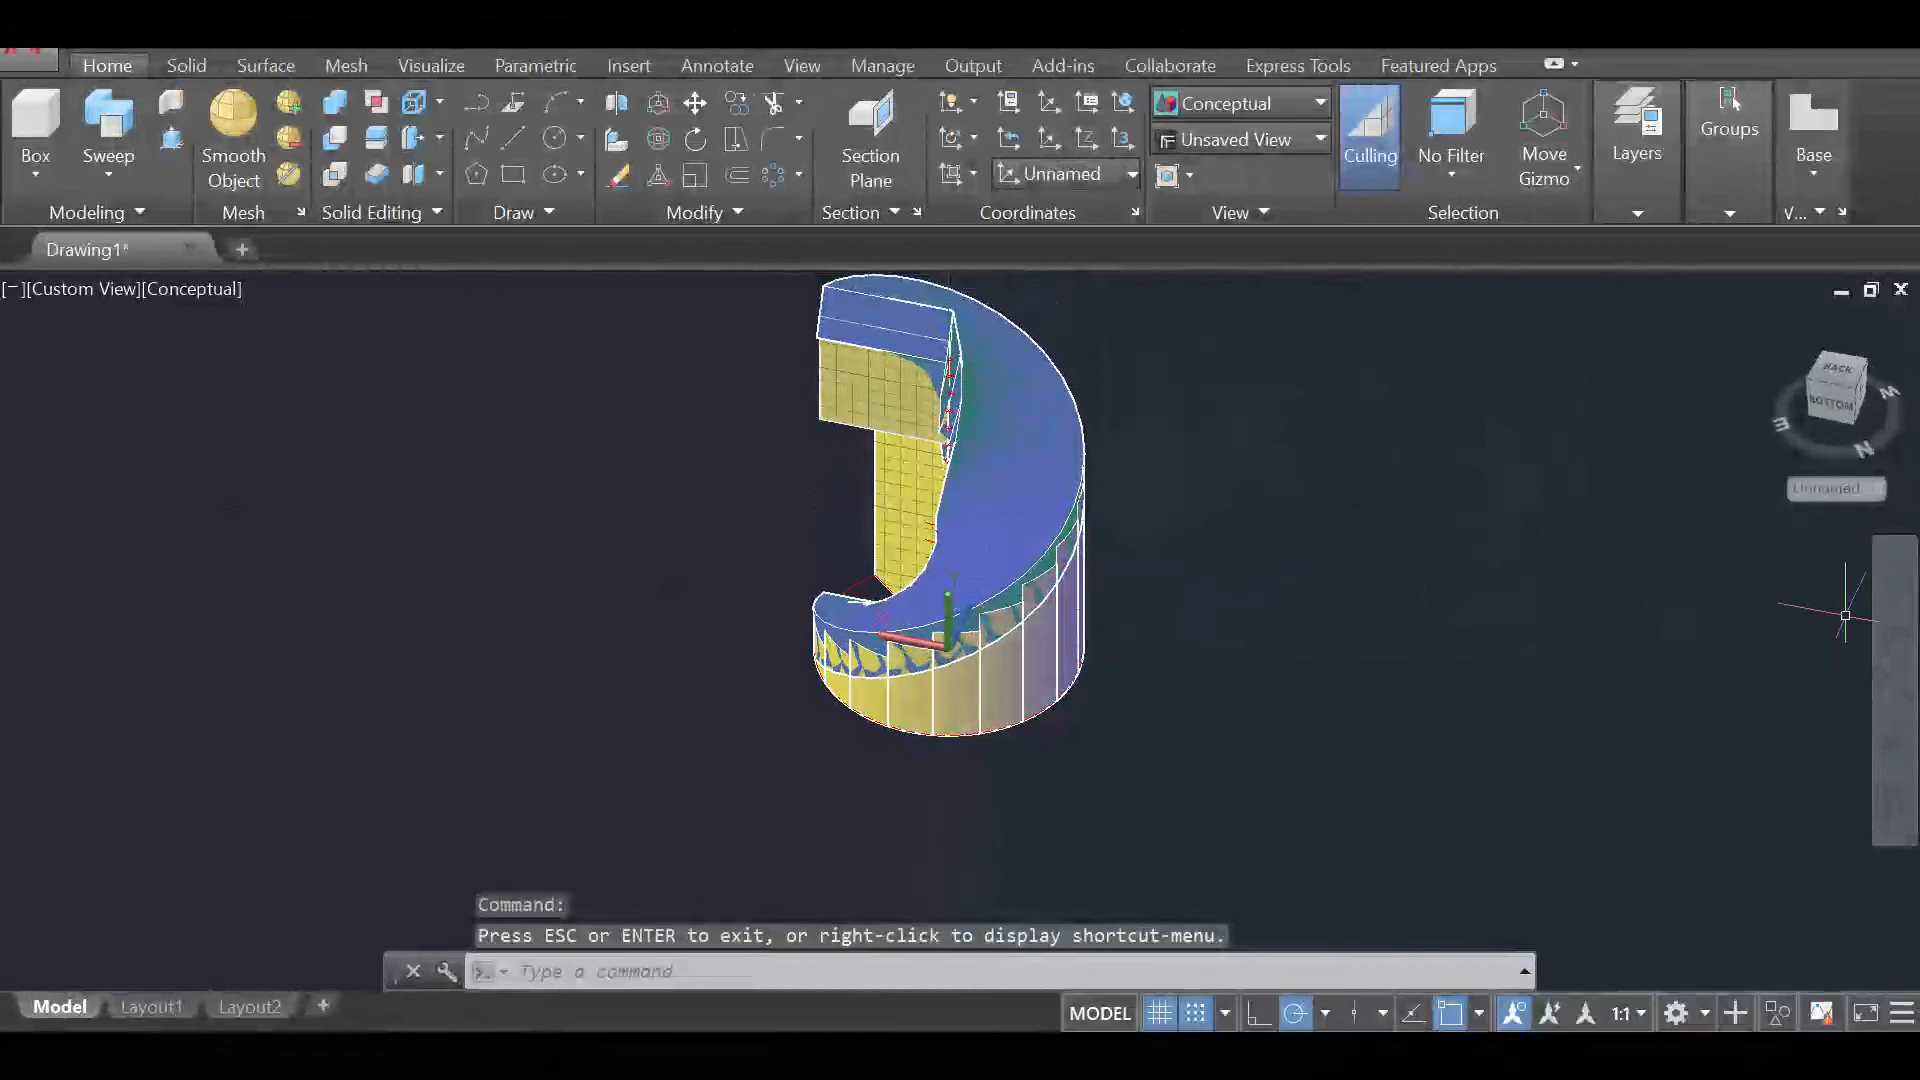 Home Solid Surface Mesh Visualize Parametric Insert Annotate View Manage Output Add-ins Collaborate Express Tools Featured Apps
Box Sweep Smooth Object Section Plane Unnamed Conceptual Unsaved View Culling No Filter Move Gizmo Layers Groups Base
Modeling Mesh Solid Editing Draw Modify Section Coordinates View Selection V...
Drawing1*
[−][Custom View][Conceptual]
BACK
BOTTOM
W
E
N
Unnamed
Y
Command:
Press ESC or ENTER to exit, or right-click to display shortcut-menu.
Type a command
Model Layout1 Layout2 + MODEL 1:1